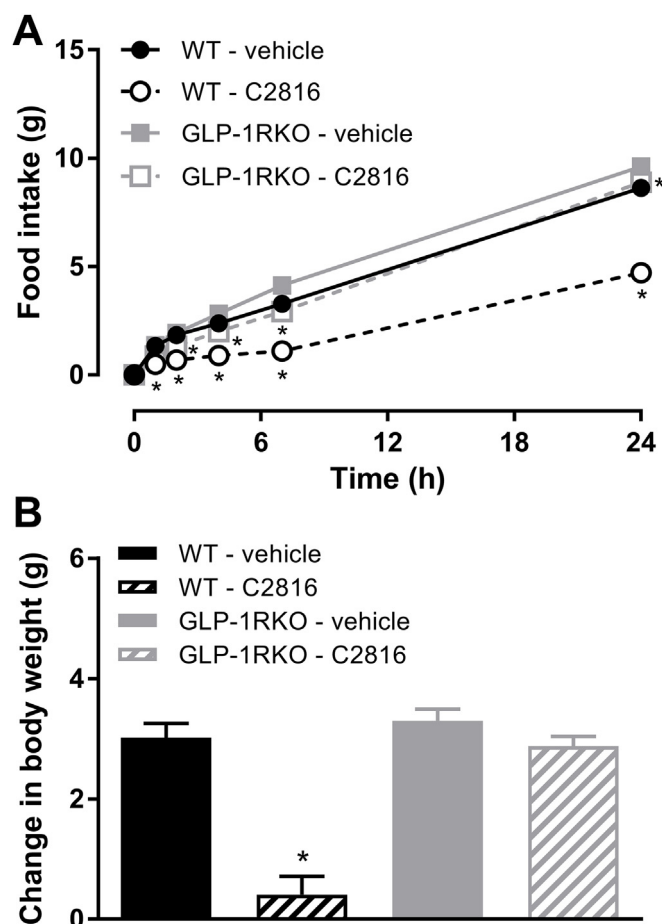 A
Food intake (g)
15
10
5
0
WT - vehicle
WT - C2816
GLP-1RKO - vehicle
GLP-1RKO - C2816
*
*
*
*
*
*
*
*
*
0 6 12 18 24
Time (h)
B
Change in body weight (g)
6
4
2
0
WT - vehicle
WT - C2816
GLP-1RKO - vehicle
GLP-1RKO - C2816
*